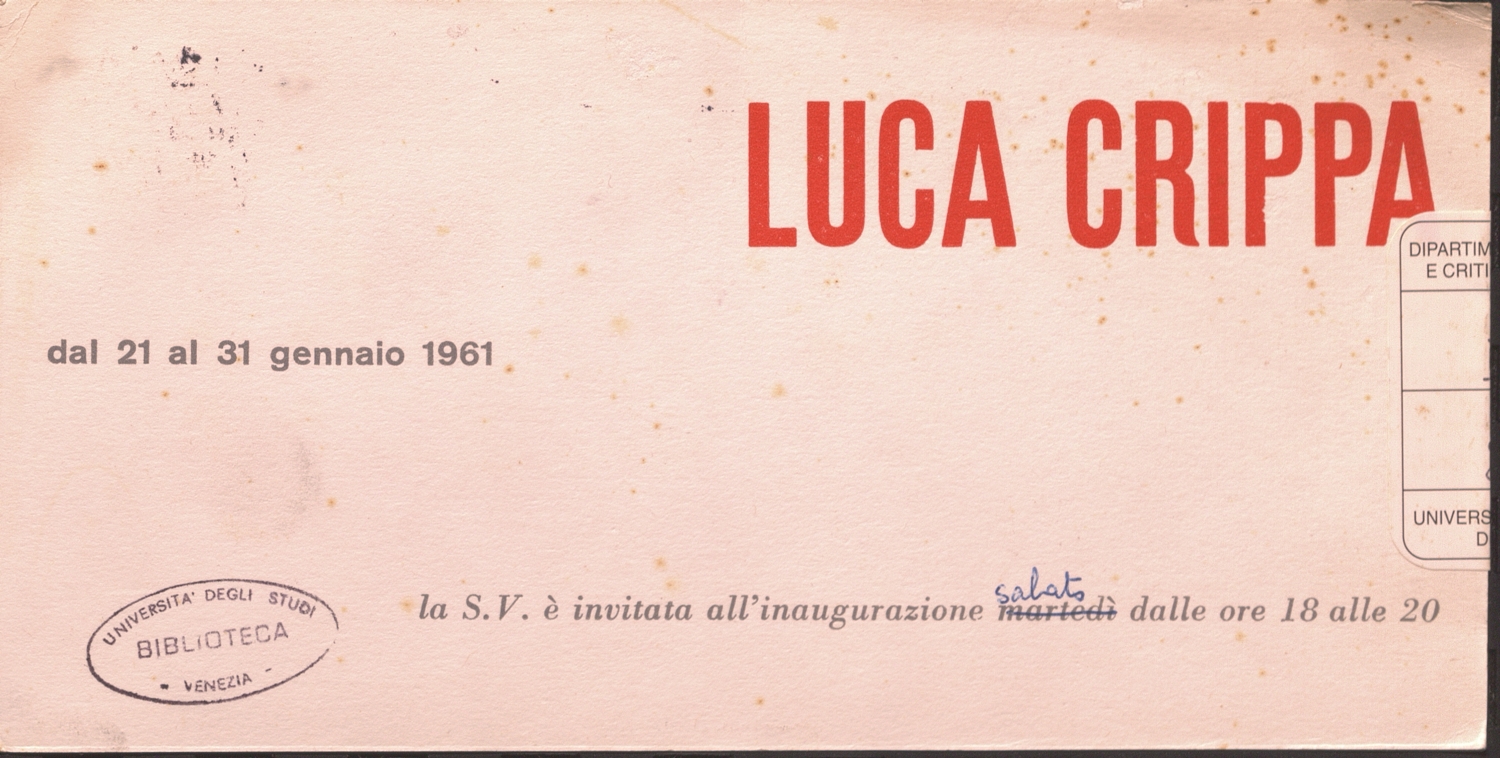 LUCA CRIPPA
DIPARTIM
E CRITI
dal 21 al 31 gennaio 1961
UNIVERS
D
sabato
la S.V. è invitata all'inaugurazione martedì dalle ore 18 alle 20
UNIVERSITA' DEGLI STUDI
BIBLIOTECA
- VENEZIA -